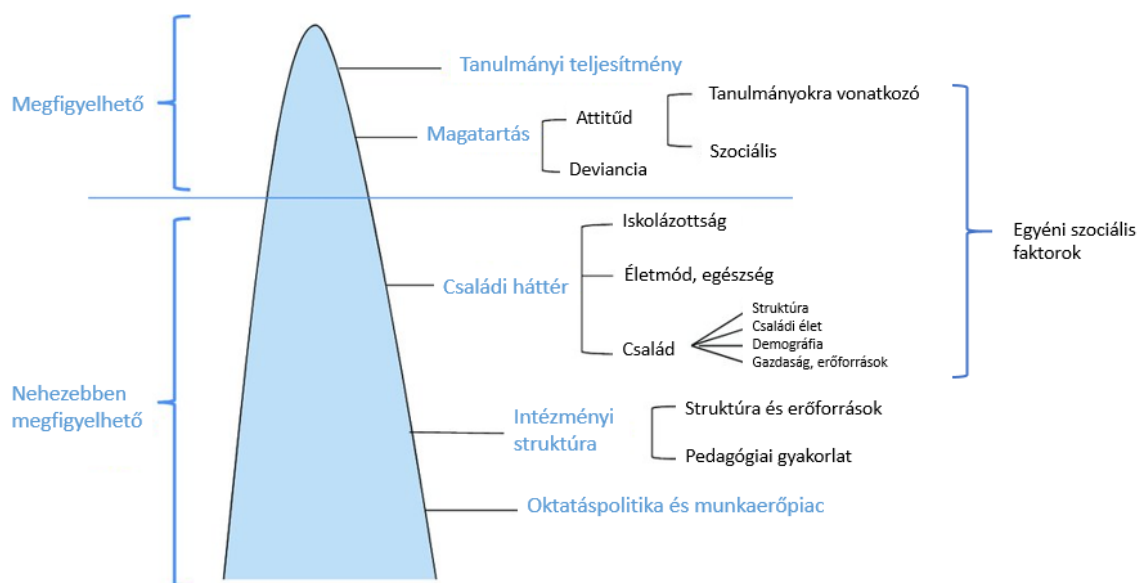 Tanulmányi teljesítmény
Megfigyelhető
Magatartás
Attitűd
Deviancia
Tanulmányokra vonatkozó
Szociális
Egyéni szociális
faktorok
Nehezebben
megfigyelhető
Családi háttér
Iskolázottság
Életmód, egészség
Család
Struktúra
Családi élet
Demográfia
Gazdaság, erőforrások
Intézményi
struktúra
Struktúra és erőforrások
Pedagógiai gyakorlat
Oktatáspolitika és munkaerőpiac